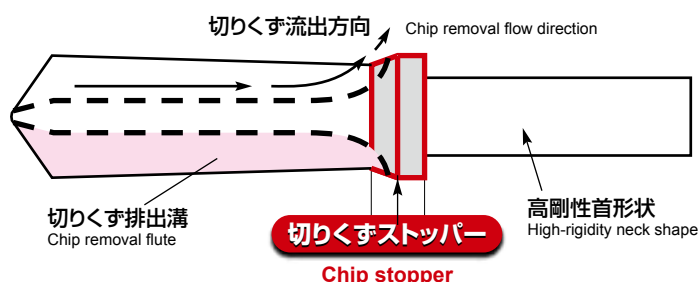 切りくず流出方向
Chip removal flow direction
切りくず排出溝
Chip removal flute
切りくずストッパー
Chip stopper
高剛性首形状
High-rigidity neck shape